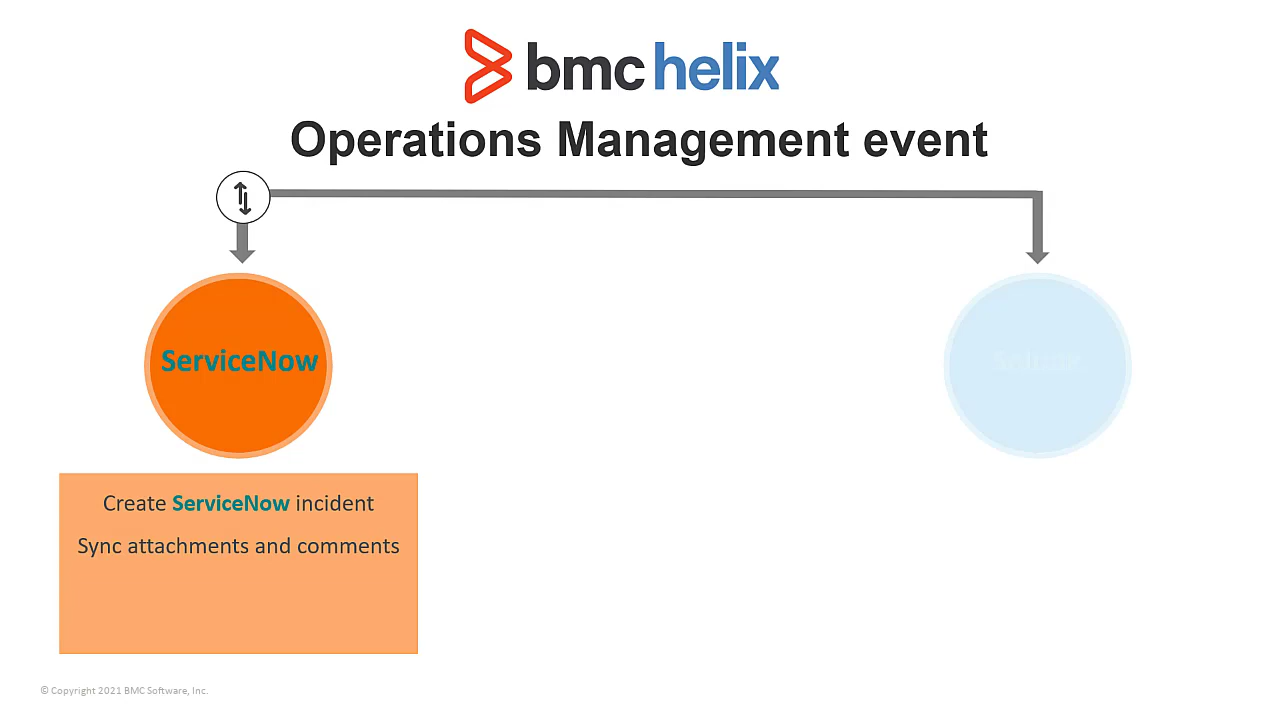 bmc helix
Operations Management event
ServiceNow
Create ServiceNow incident
Sync attachments and comments
© Copyright 2021 BMC Software, Inc.